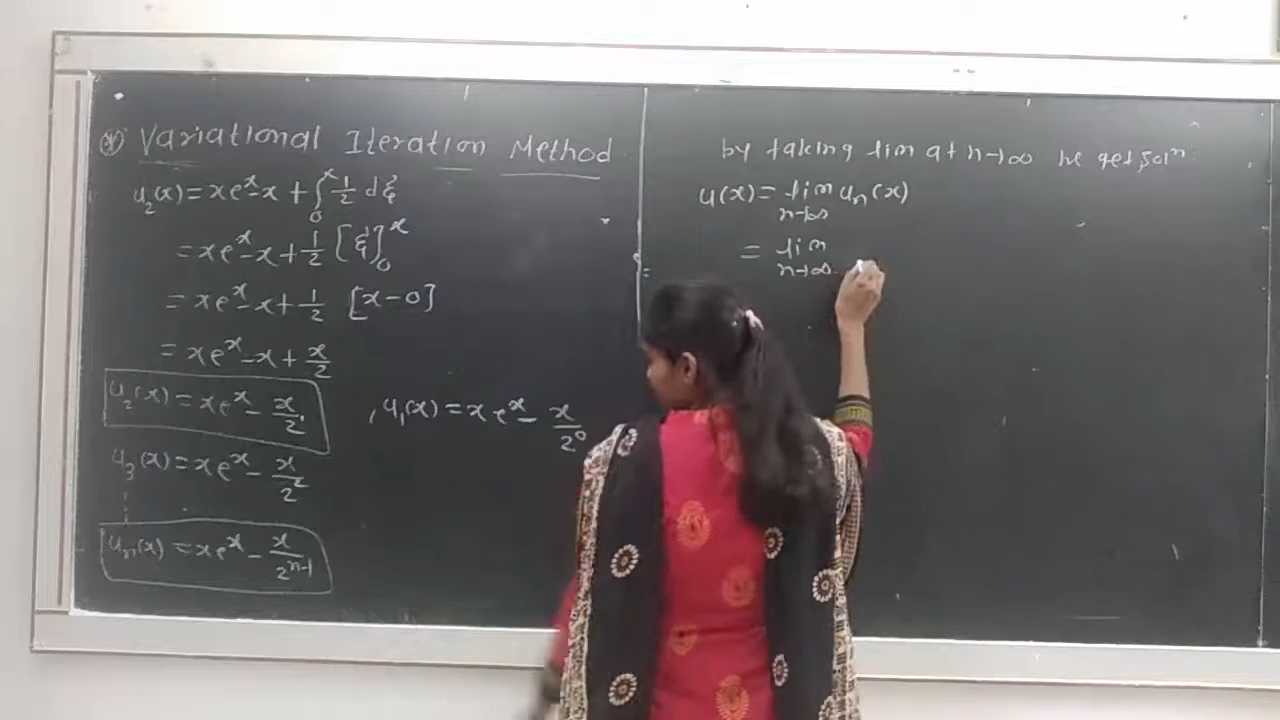 * Variational Iteration Method
u₂(x) = xeˣ - x + ∫₀ˣ 1/2 dξ
= xeˣ - x + 1/2 [ξ]₀ˣ
= xeˣ - x + 1/2 [x - 0]
= xeˣ - x + x/2
u₂(x) = xeˣ - x/2¹ , u₁(x) = xeˣ - x/2⁰
u₃(x) = xeˣ - x/2²
uₙ(x) = xeˣ - x/2ⁿ⁻¹
by taking lim at n→∞ we get solⁿ
u(x) = lim n→∞ uₙ(x)
= lim n→∞